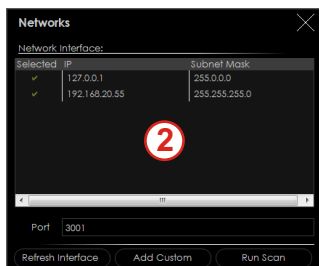 Networks
Network Interface:
Selected IP Subnet Mask
127.0.0.1 255.0.0.0
192.168.20.55 255.255.255.0
2
Port 3001
Refresh Interface Add Custom Run Scan